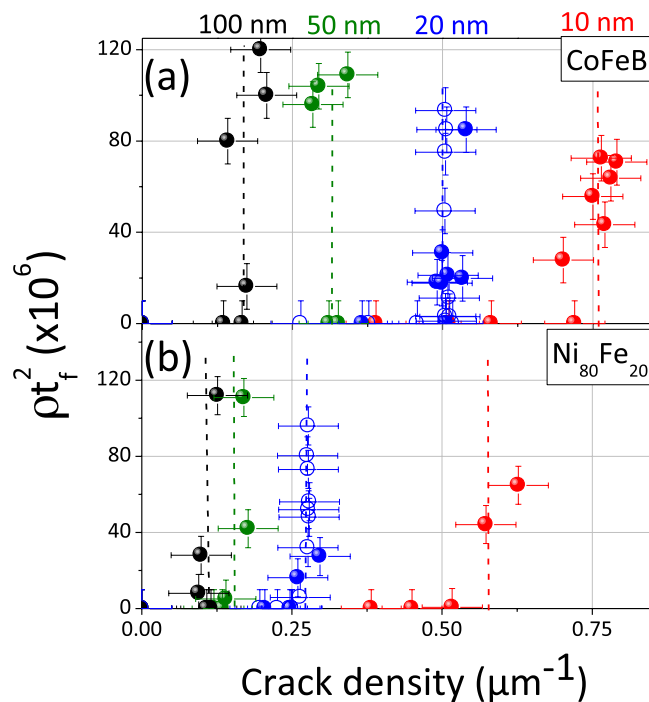 100 nm 50 nm 20 nm 10 nm
(a)
CoFeB
120
80
40
0
(b)
Ni80Fe20
120
80
40
0
ρt_f^2 (x10^6)
0.00 0.25 0.50 0.75
Crack density (μm^-1)